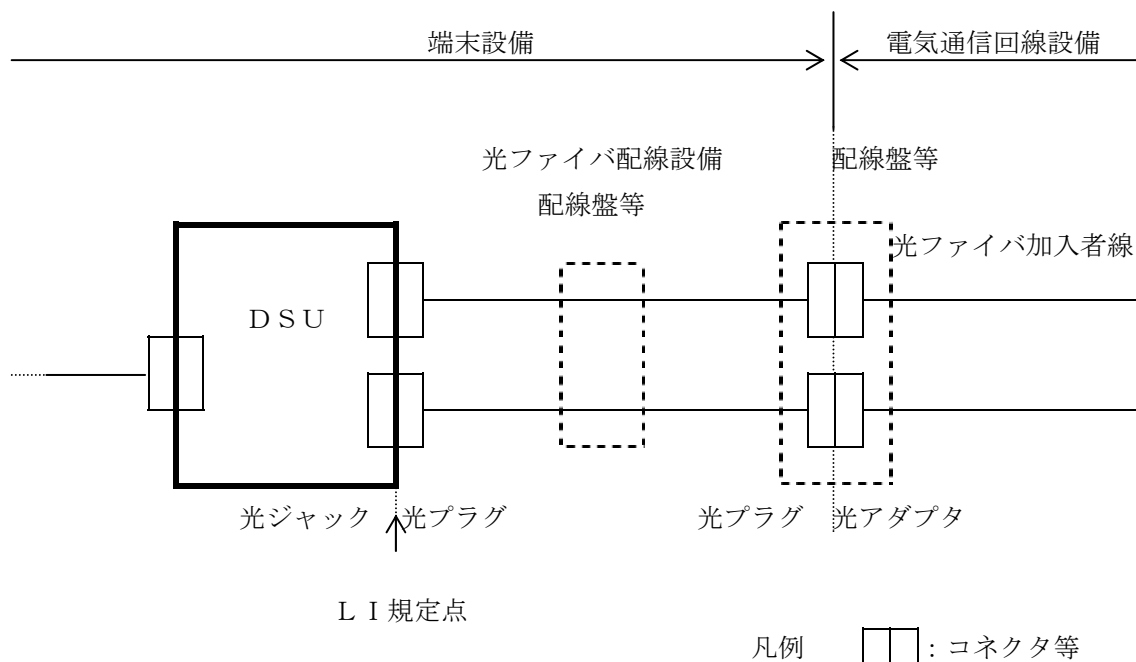 端末設備
電気通信回線設備
光ファイバ配線設備
配線盤等
配線盤等
光ファイバ加入者線
ＤＳＵ
光ジャック
光プラグ
光プラグ
光アダプタ
ＬＩ規定点
凡例
：コネクタ等